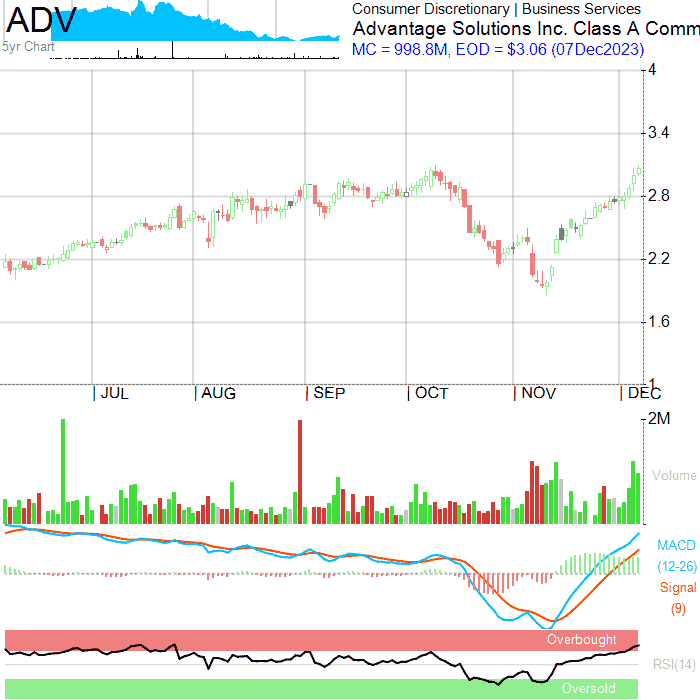 ADV
5yr Chart
Consumer Discretionary | Business Services
Advantage Solutions Inc. Class A Comm
MC = 998.8M, EOD = $3.06 (07Dec2023)
4
3.4
2.8
2.2
1.6
1
| JUL | AUG | SEP | OCT | NOV | DEC
2M
Volume
MACD
(12-26)
Signal
(9)
Overbought
RSI(14)
Oversold